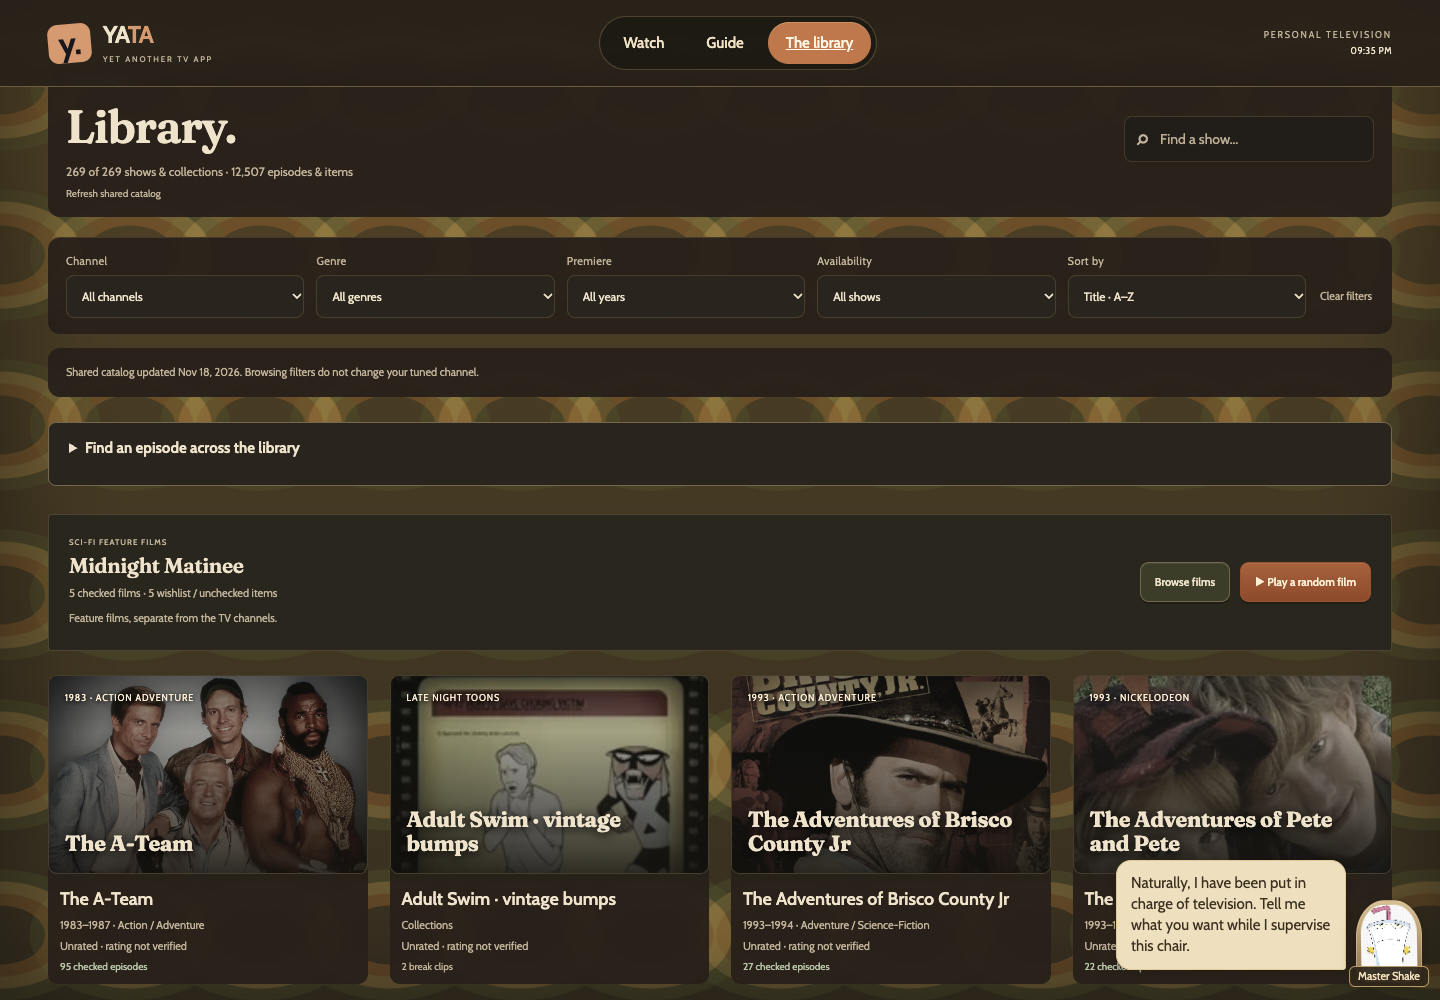 y.
YATA
YET ANOTHER TV APP
Watch
Guide
The library
PERSONAL TELEVISION
09:35 PM
Library.
269 of 269 shows & collections · 12,507 episodes & items
Refresh shared catalog
Find a show...
Channel
Genre
Premiere
Availability
Sort by
All channels
All genres
All years
All shows
Title · A–Z
Clear filters
Shared catalog updated Nov 18, 2026. Browsing filters do not change your tuned channel.
Find an episode across the library
SCI-FI FEATURE FILMS
Midnight Matinee
5 checked films · 5 wishlist / unchecked items
Feature films, separate from the TV channels.
Browse films
Play a random film
1983 · ACTION ADVENTURE
The A-Team
The A-Team
1983–1987 · Action / Adventure
Unrated · rating not verified
95 checked episodes
LATE NIGHT TOONS
Adult Swim · vintage
bumps
Adult Swim · vintage bumps
Collections
Unrated · rating not verified
2 break clips
COUNTY JR.
1993 · ACTION ADVENTURE
The Adventures of Brisco
County Jr
The Adventures of Brisco County Jr
1993–1994 · Adventure / Science-Fiction
Unrated · rating not verified
27 checked episodes
1993 · NICKELODEON
The Adventures of Pete
and Pete
The
22
Naturally, I have been put in
charge of television. Tell me
what you want while I supervise
this chair.
Master Shake